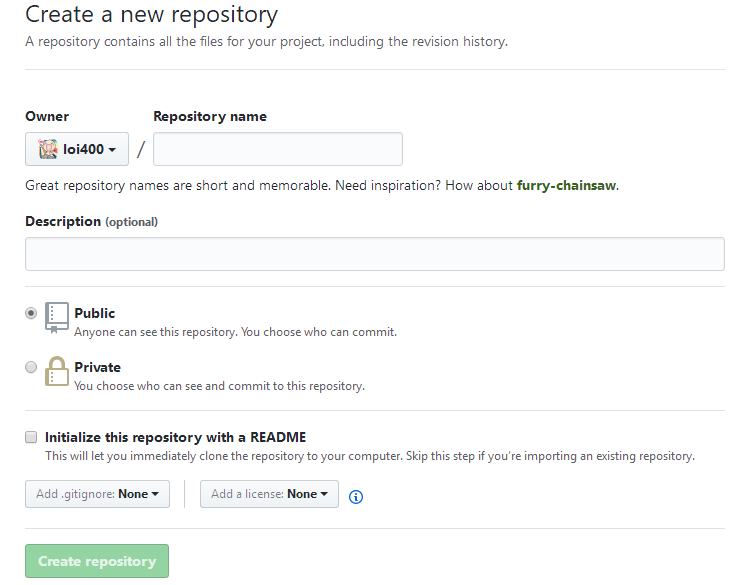 Create a new repository
A repository contains all the files for your project, including the revision history.
Owner Repository name
loi400 /
Great repository names are short and memorable. Need inspiration? How about furry-chainsaw.
Description (optional)
Public
Anyone can see this repository. You choose who can commit.
Private
You choose who can see and commit to this repository.
Initialize this repository with a README
This will let you immediately clone the repository to your computer. Skip this step if you're importing an existing repository.
Add .gitignore: None Add a license: None
Create repository